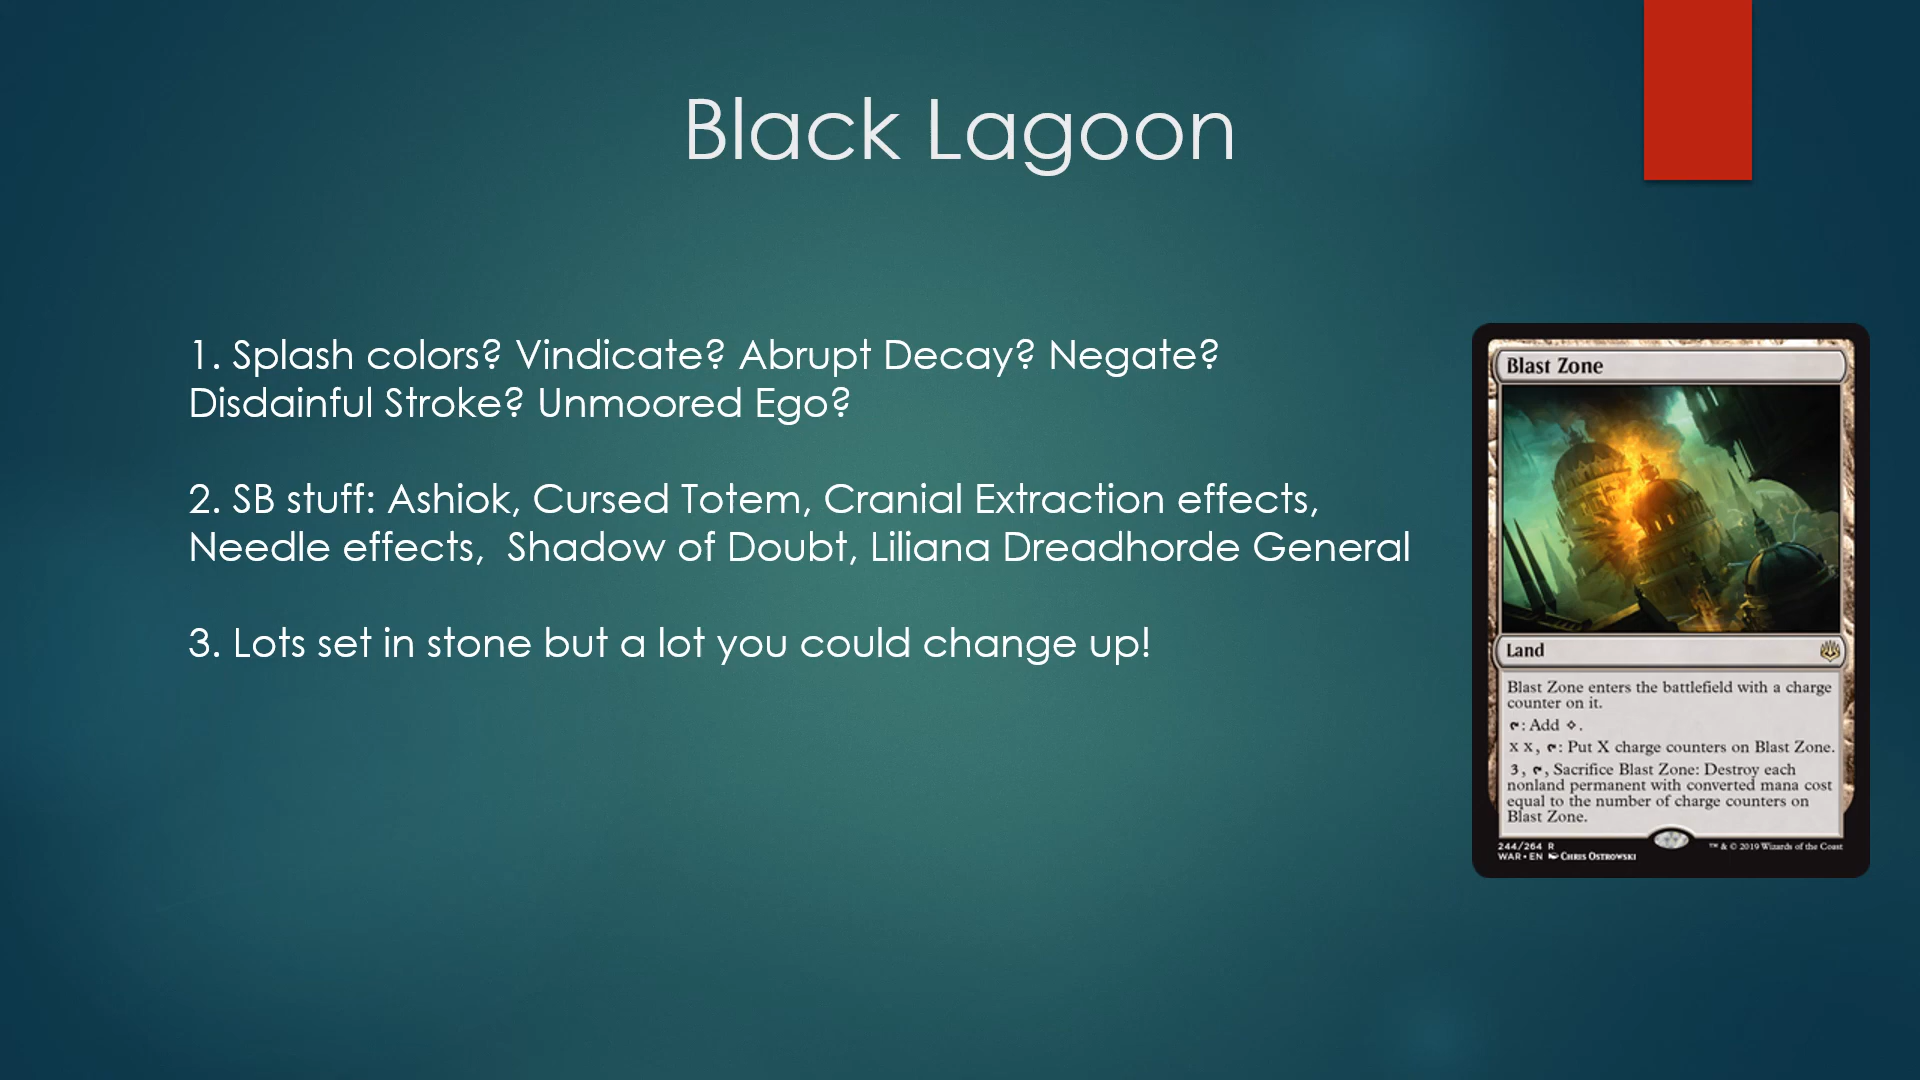 Black Lagoon
1. Splash colors? Vindicate? Abrupt Decay? Negate?
Disdainful Stroke? Unmoored Ego?
2. SB stuff: Ashiok, Cursed Totem, Cranial Extraction effects,
Needle effects,  Shadow of Doubt, Liliana Dreadhorde General
3. Lots set in stone but a lot you could change up!
Blast Zone
Land
Blast Zone enters the battlefield with a charge
counter on it.
: Add .
X X, : Put X charge counters on Blast Zone.
3, , Sacrifice Blast Zone: Destroy each
nonland permanent with converted mana cost
equal to the number of charge counters on
Blast Zone.
244/264 R
WAR • EN Chris Ostrowski
™ & © 2019 Wizards of the Coast